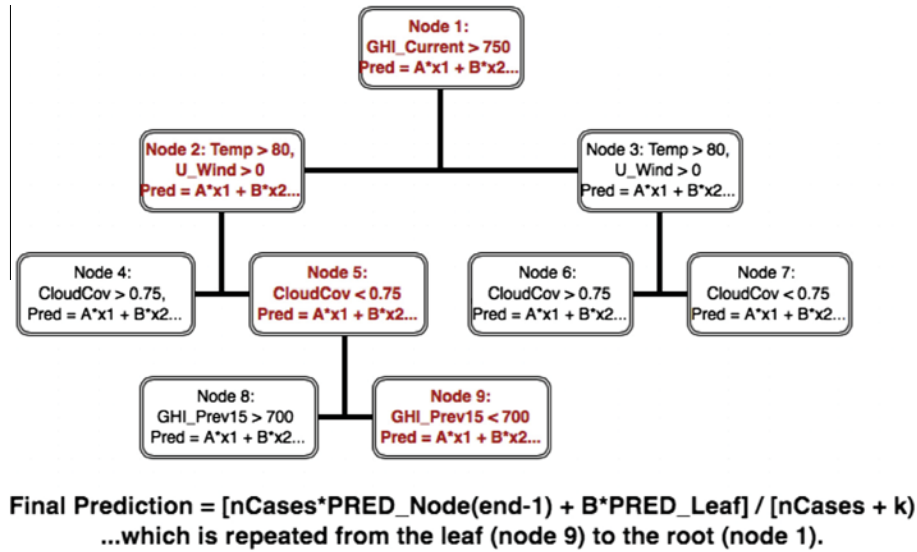 Node 1:
GHI_Current > 750
Pred = A*x1 + B*x2...
Node 2: Temp > 80,
U_Wind > 0
Pred = A*x1 + B*x2...
Node 3: Temp > 80,
U_Wind > 0
Pred = A*x1 + B*x2...
Node 4:
CloudCov > 0.75,
Pred = A*x1 + B*x2...
Node 5:
CloudCov < 0.75
Pred = A*x1 + B*x2...
Node 6:
CloudCov > 0.75
Pred = A*x1 + B*x2...
Node 7:
CloudCov < 0.75
Pred = A*x1 + B*x2...
Node 8:
GHI_Prev15 > 700
Pred = A*x1 + B*x2...
Node 9:
GHI_Prev15 < 700
Pred = A*x1 + B*x2...
Final Prediction = [nCases*PRED_Node(end-1) + B*PRED_Leaf] / [nCases + k)
...which is repeated from the leaf (node 9) to the root (node 1).